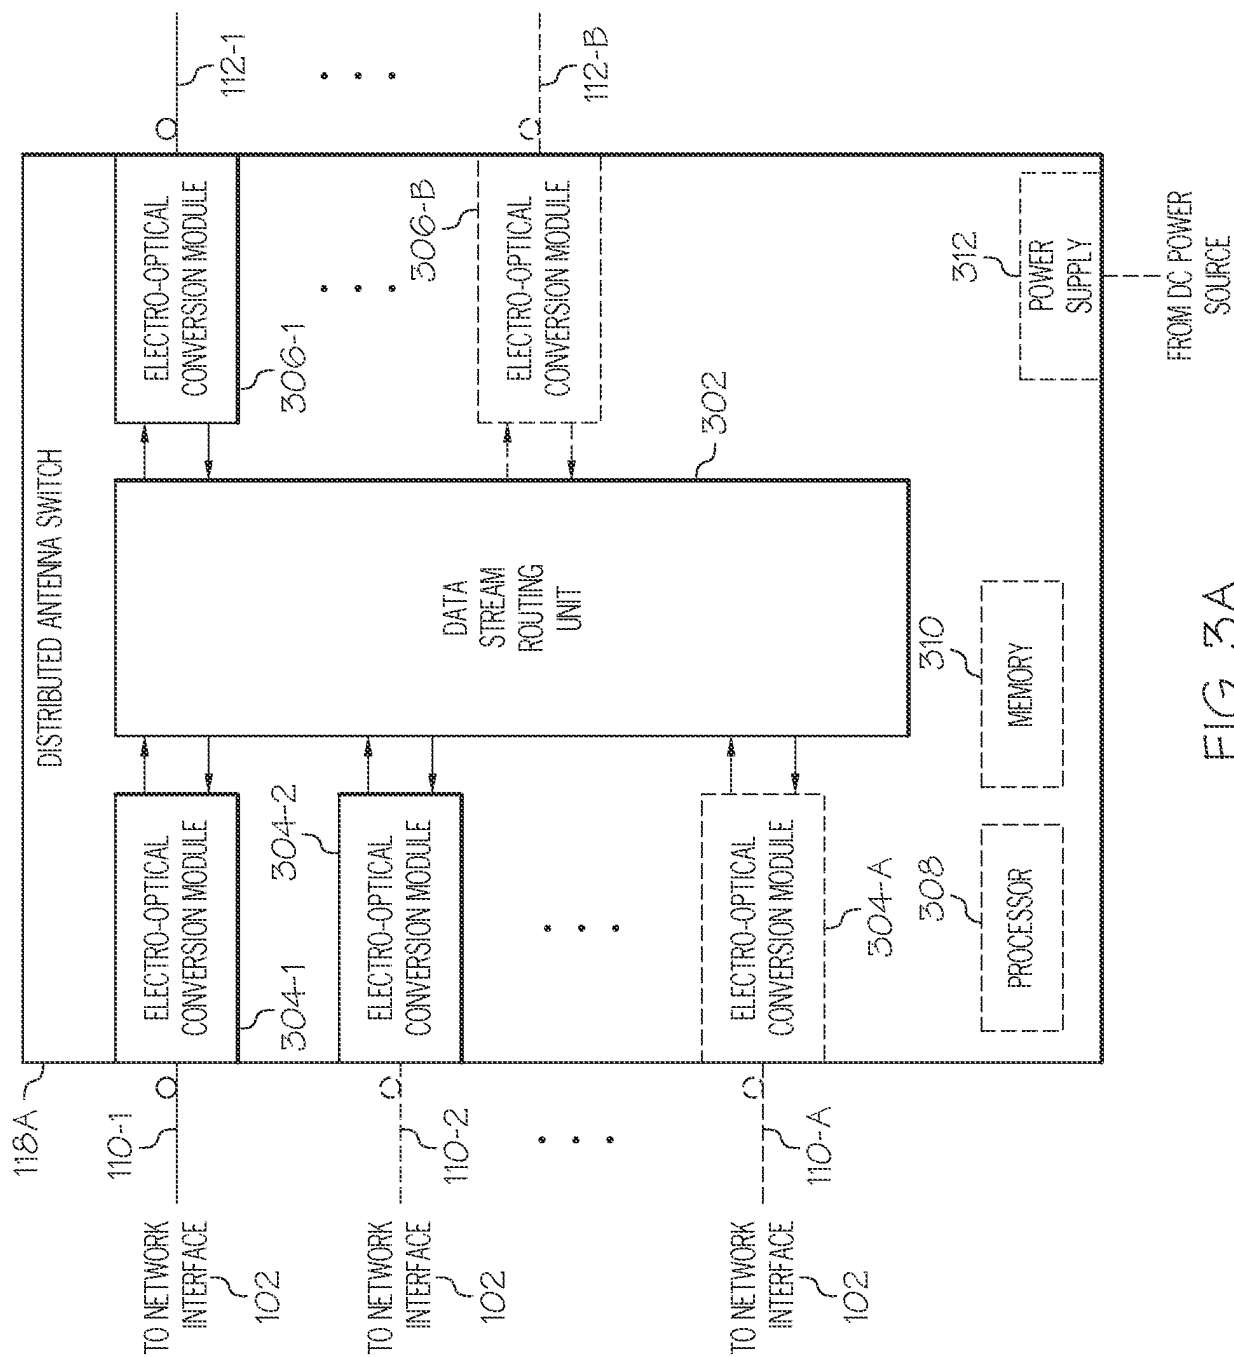 118A
DISTRIBUTED ANTENNA SWITCH
TO NETWORK
INTERFACE
102
110-1
ELECTRO-OPTICAL
CONVERSION MODULE
304-1
ELECTRO-OPTICAL
CONVERSION MODULE
306-1
112-1
TO NETWORK
INTERFACE
102
110-2
304-2
ELECTRO-OPTICAL
CONVERSION MODULE
DATA
STREAM
ROUTING
UNIT
302
306-B
ELECTRO-OPTICAL
CONVERSION MODULE
112-B
TO NETWORK
INTERFACE
102
110-A
ELECTRO-OPTICAL
CONVERSION MODULE
304-A
308
PROCESSOR
310
MEMORY
312
POWER
SUPPLY
FROM DC POWER
SOURCE
FIG. 3A